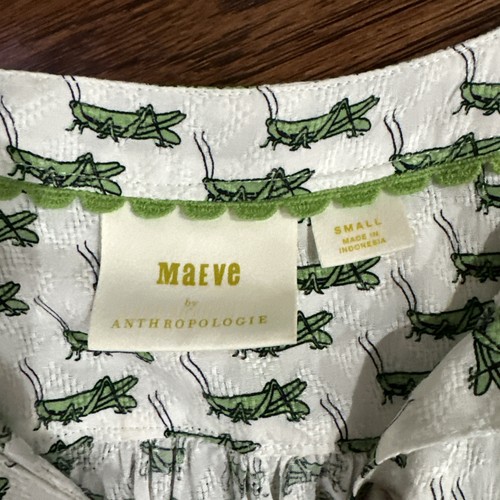 MaEVe
by
ANTHROPOLOGIE
SMALL
MADE IN
INDONESIA